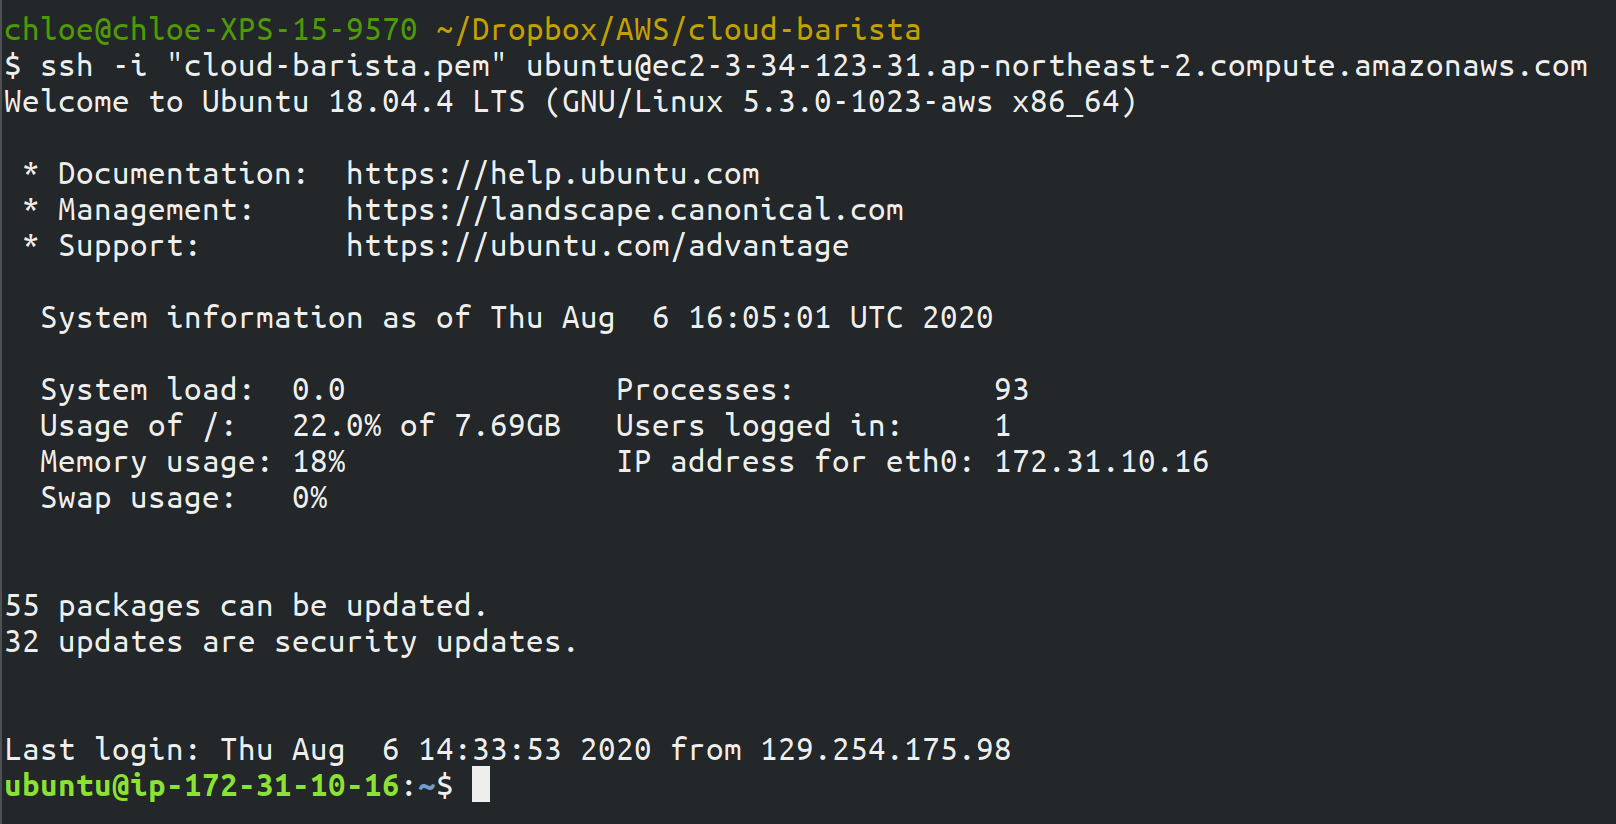 chloe@chloe-XPS-15-9570 ~/Dropbox/AWS/cloud-barista
$ ssh -i "cloud-barista.pem" ubuntu@ec2-3-34-123-31.ap-northeast-2.compute.amazonaws.com
Welcome to Ubuntu 18.04.4 LTS (GNU/Linux 5.3.0-1023-aws x86_64)

 * Documentation:  https://help.ubuntu.com
 * Management:     https://landscape.canonical.com
 * Support:        https://ubuntu.com/advantage

  System information as of Thu Aug  6 16:05:01 UTC 2020

  System load:  0.0               Processes:           93
  Usage of /:   22.0% of 7.69GB   Users logged in:     1
  Memory usage: 18%               IP address for eth0: 172.31.10.16
  Swap usage:   0%


55 packages can be updated.
32 updates are security updates.


Last login: Thu Aug  6 14:33:53 2020 from 129.254.175.98
ubuntu@ip-172-31-10-16:~$